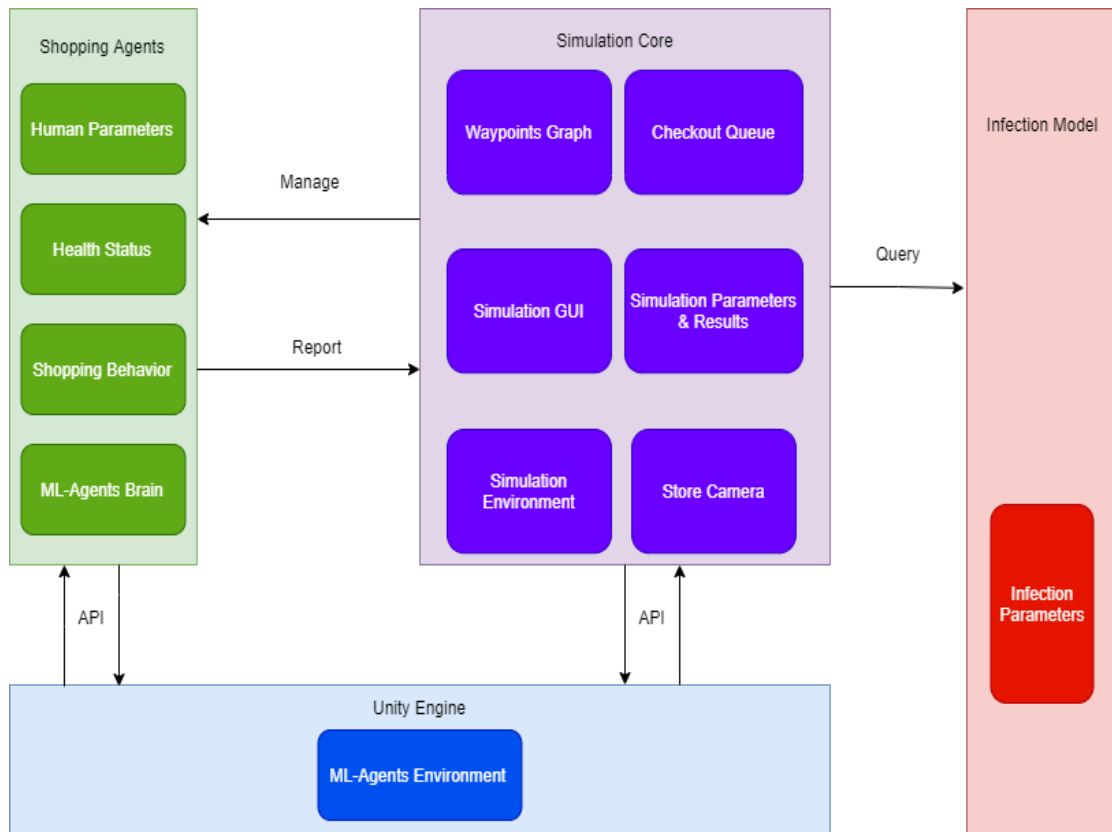 Shopping Agents
Human Parameters
Health Status
Shopping Behavior
ML-Agents Brain
Manage
Report
Simulation Core
Waypoints Graph
Checkout Queue
Simulation GUI
Simulation Parameters
& Results
Simulation
Environment
Store Camera
Query
Infection Model
Infection
Parameters
API
API
Unity Engine
ML-Agents Environment